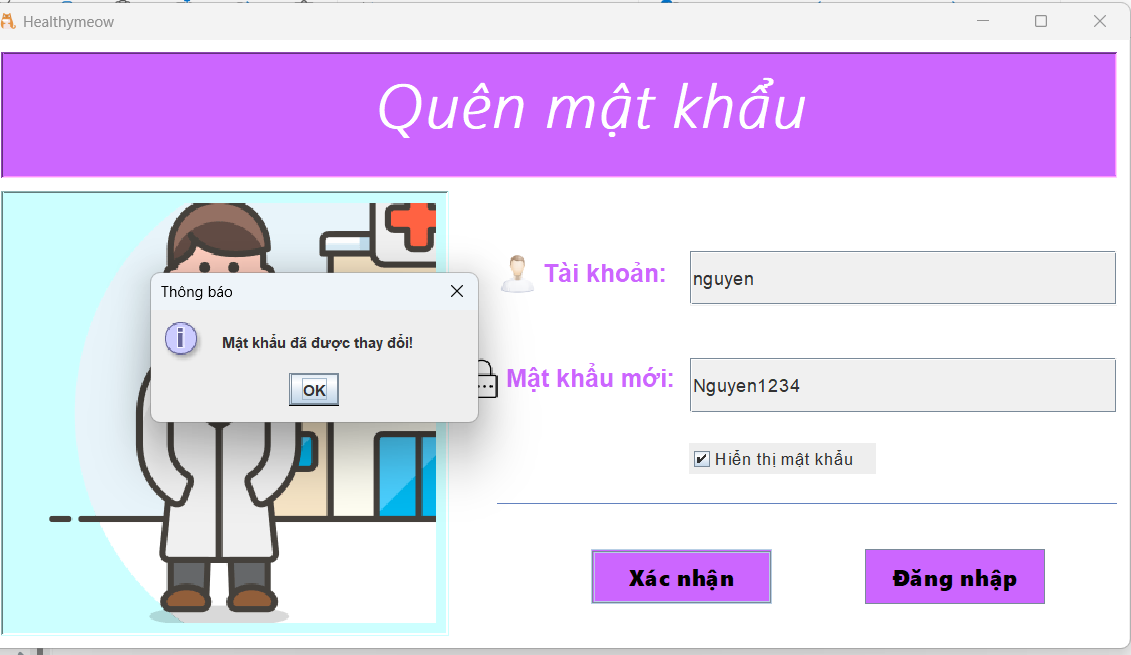 Healthymeow
Quên mật khẩu
Tài khoản:
nguyen
Thông báo
Mật khẩu đã được thay đổi!
OK
Mật khẩu mới:
Nguyen1234
Hiển thị mật khẩu
Xác nhận
Đăng nhập